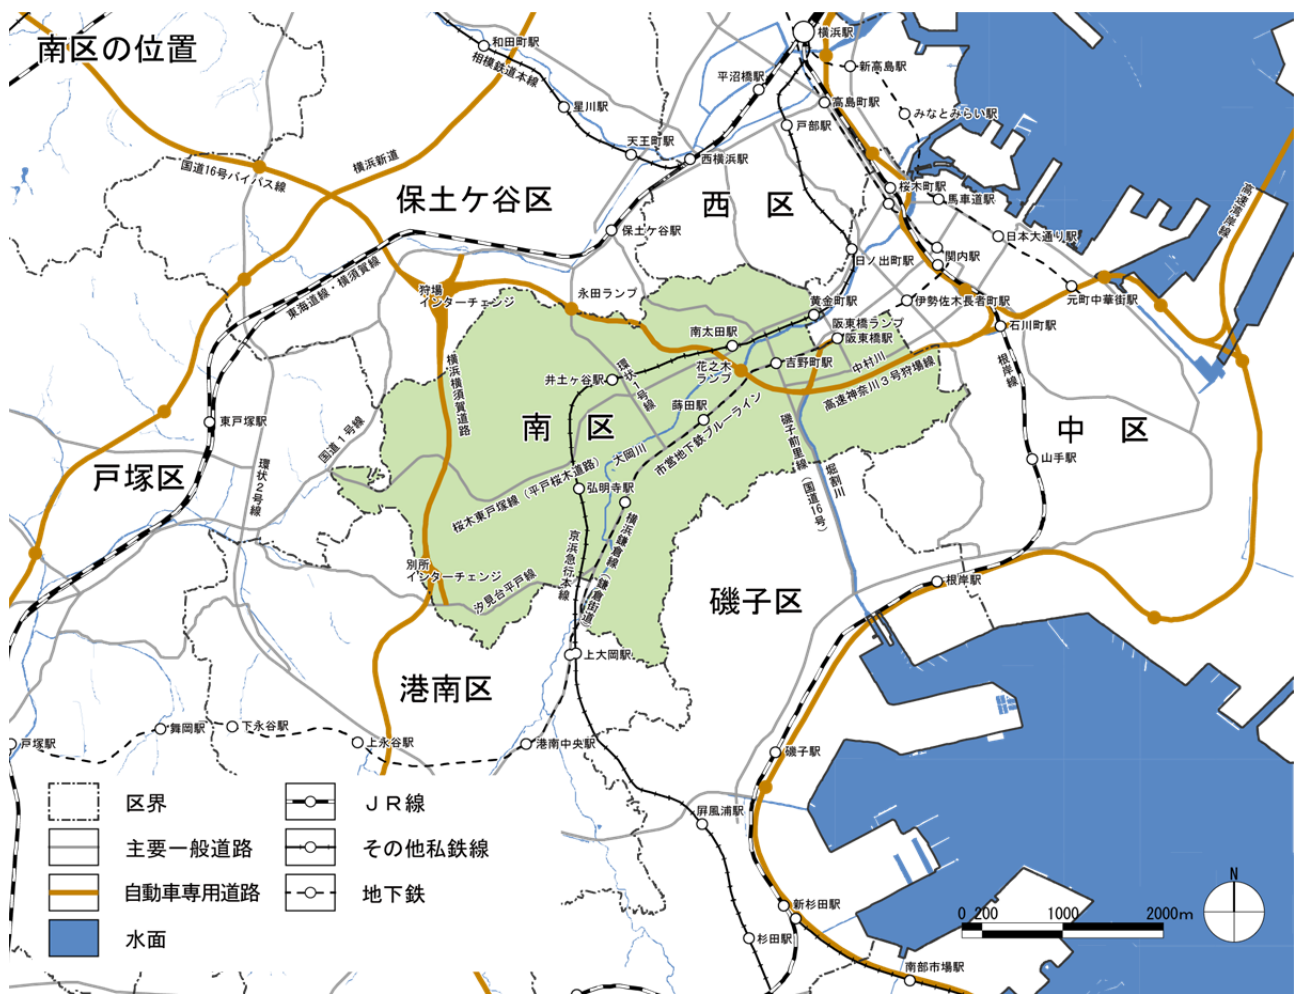 南区の位置
和田町駅
相模鉄道本線
星川駅
天王町駅
西横浜駅
平沼橋駅
横浜駅
新高島駅
高島町駅
みなとみらい駅
戸部駅
桜木町駅
馬車道駅
日本大通り駅
関内駅
日ノ出町駅
伊勢佐木長者町駅
元町中華街駅
石川町駅
高速湾岸線
国道16号バイパス線
横浜新道
保土ケ谷区
西区
保土ケ谷駅
東海道線・横須賀線
狩場
インターチェンジ
永田ランプ
黄金町駅
阪東橋ランプ
阪東橋駅
南太田駅
吉野町駅
花之木
ランプ
中村川
高速神奈川3号狩場線
根岸線
井土ヶ谷駅
環状1号線
横浜横須賀道路
蒔田駅
南区
大岡川
市営地下鉄ブルーライン
磯子前里線（国道16号）
堀割川
中区
山手駅
東戸塚駅
国道1号線
環状2号線
戸塚区
桜木東戸塚線（平戸桜木道路）
弘明寺駅
横浜鎌倉線（鎌倉街道）
京浜急行本線
別所
インターチェンジ
汐見台平戸線
根岸駅
磯子区
上大岡駅
港南区
舞岡駅
下永谷駅
戸塚駅
上永谷駅
港南中央駅
磯子駅
屏風浦駅
新杉田駅
杉田駅
南部市場駅
区界
主要一般道路
自動車専用道路
水面
ＪＲ線
その他私鉄線
地下鉄
N
0 200 1000 2000m